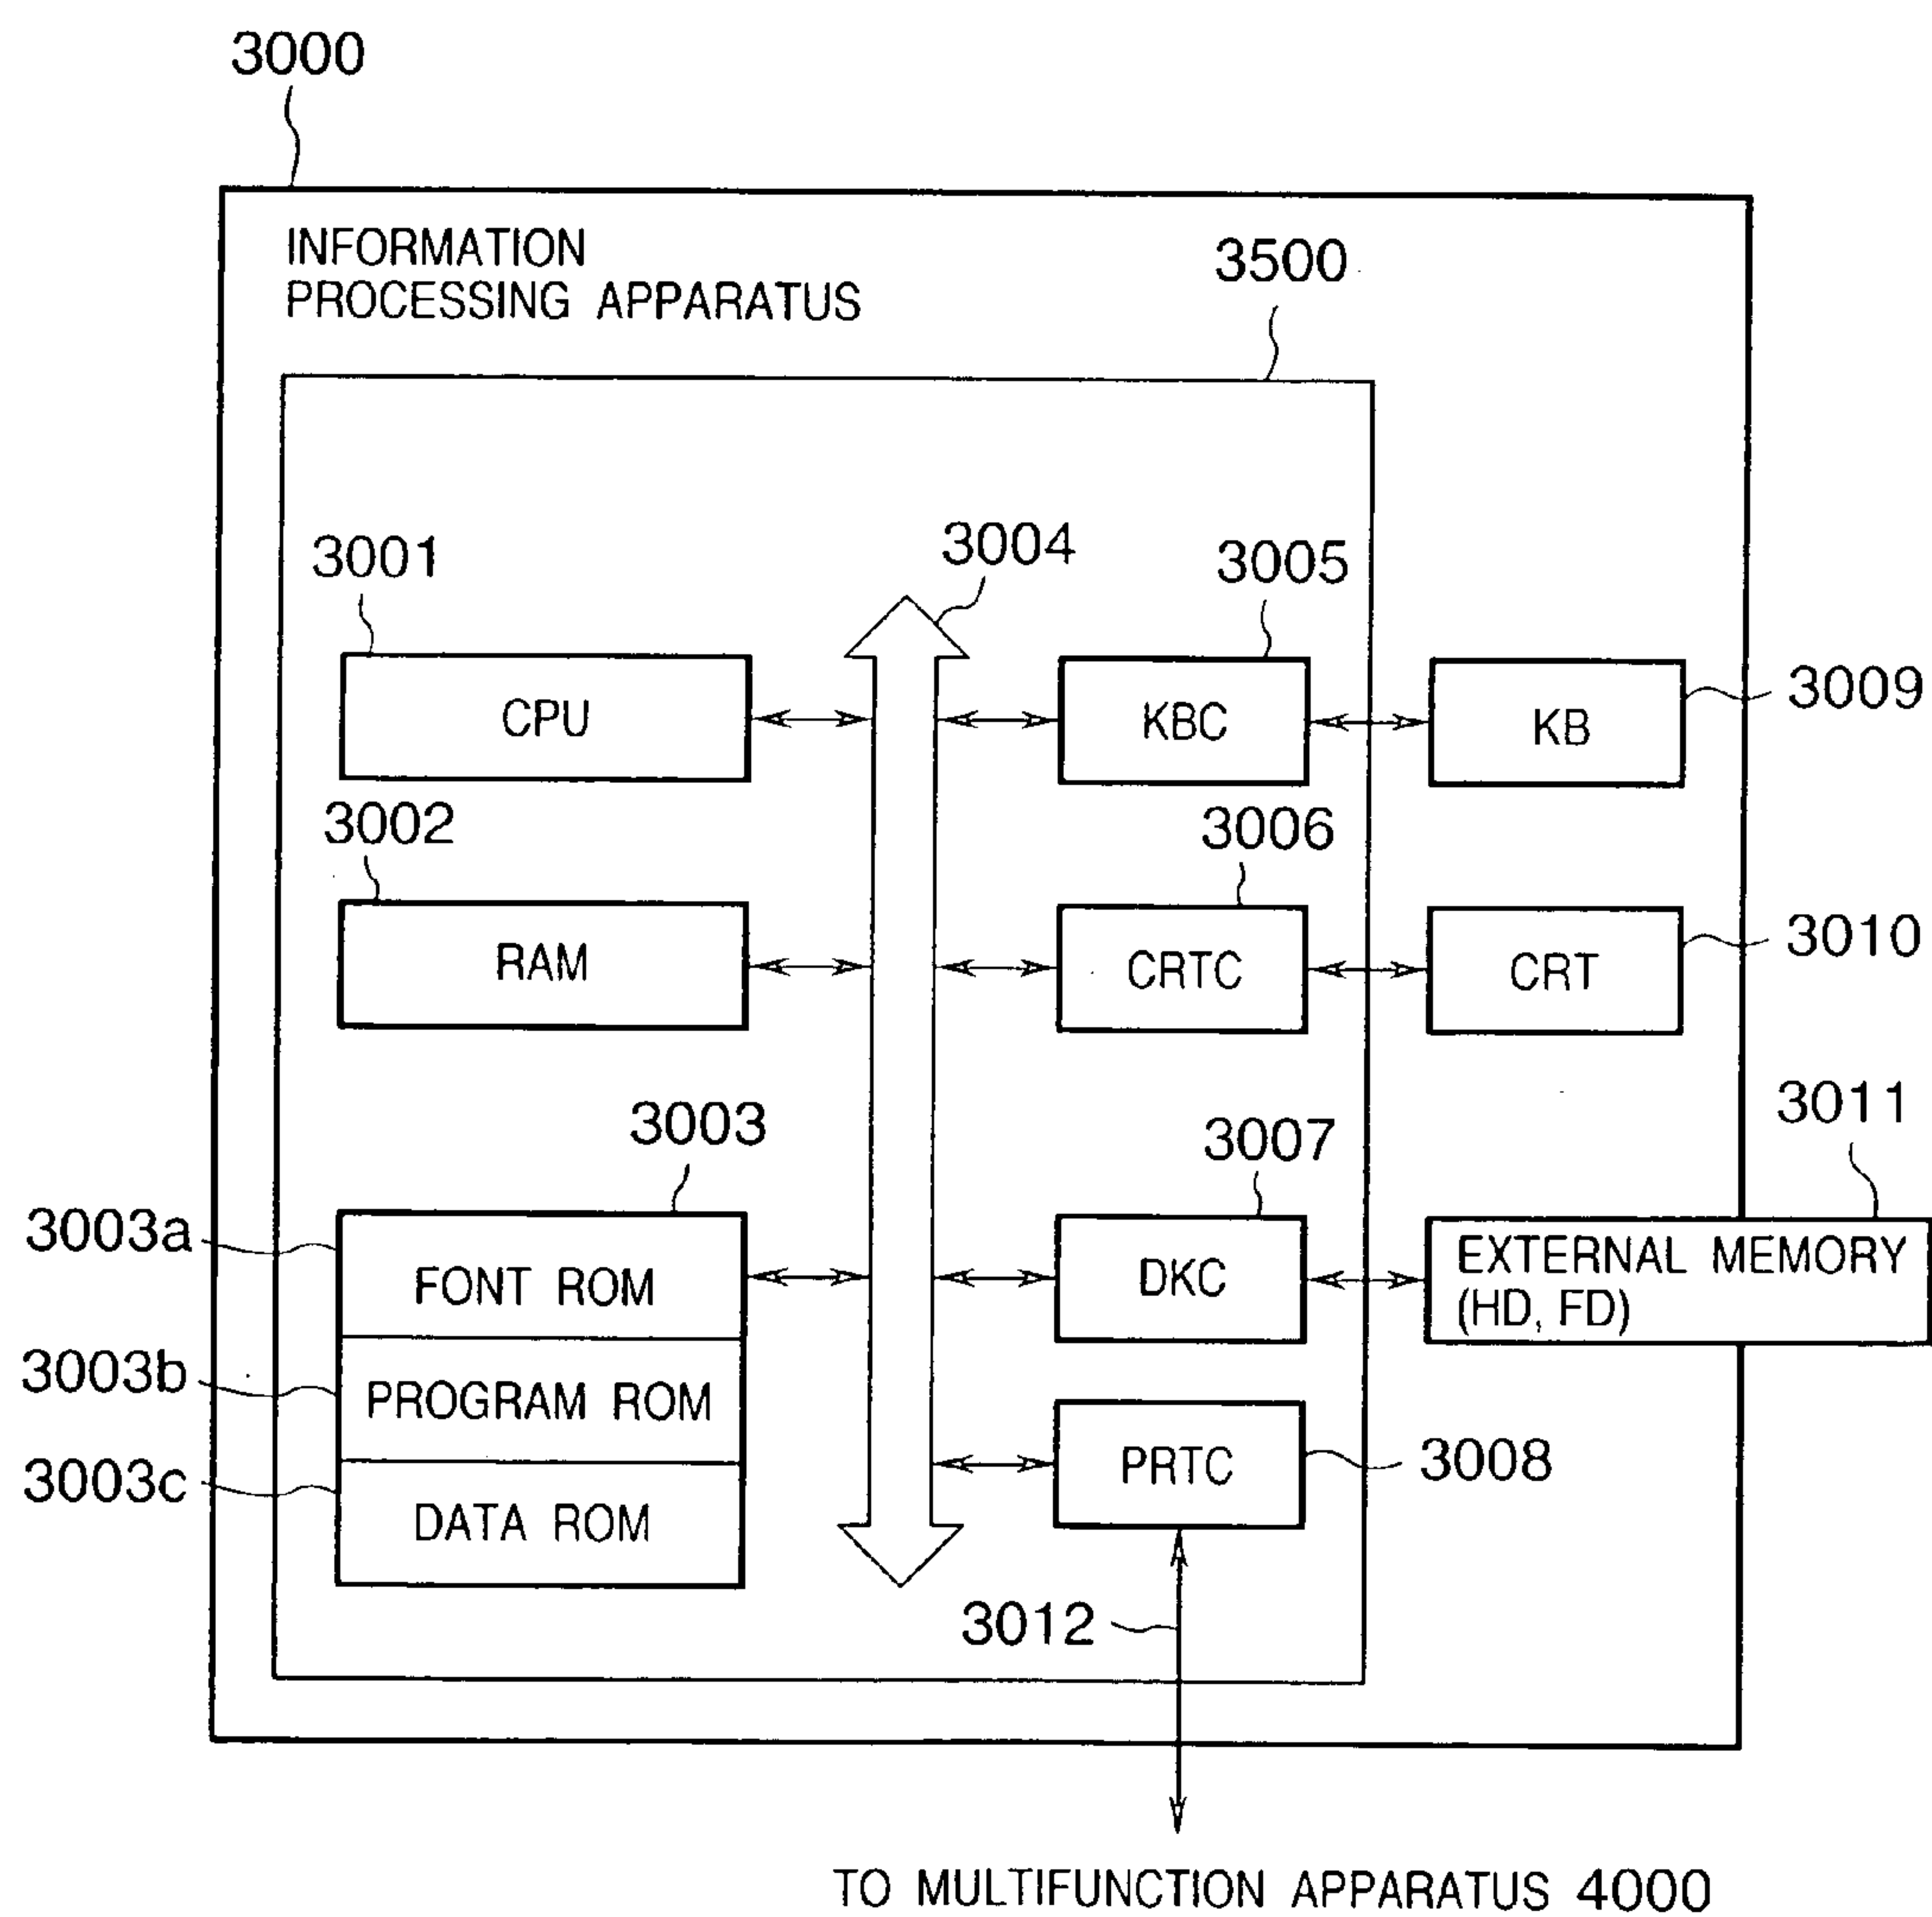 3000
INFORMATION
PROCESSING APPARATUS
3500
3001
3004
3005
CPU
KBC
KB
3009
3002
3006
RAM
CRTC
CRT
3010
3003
3007
3011
3003a
FONT ROM
DKC
EXTERNAL MEMORY
(HD, FD)
3003b
PROGRAM ROM
PRTC
3008
3003c
DATA ROM
3012
TO MULTIFUNCTION APPARATUS 4000